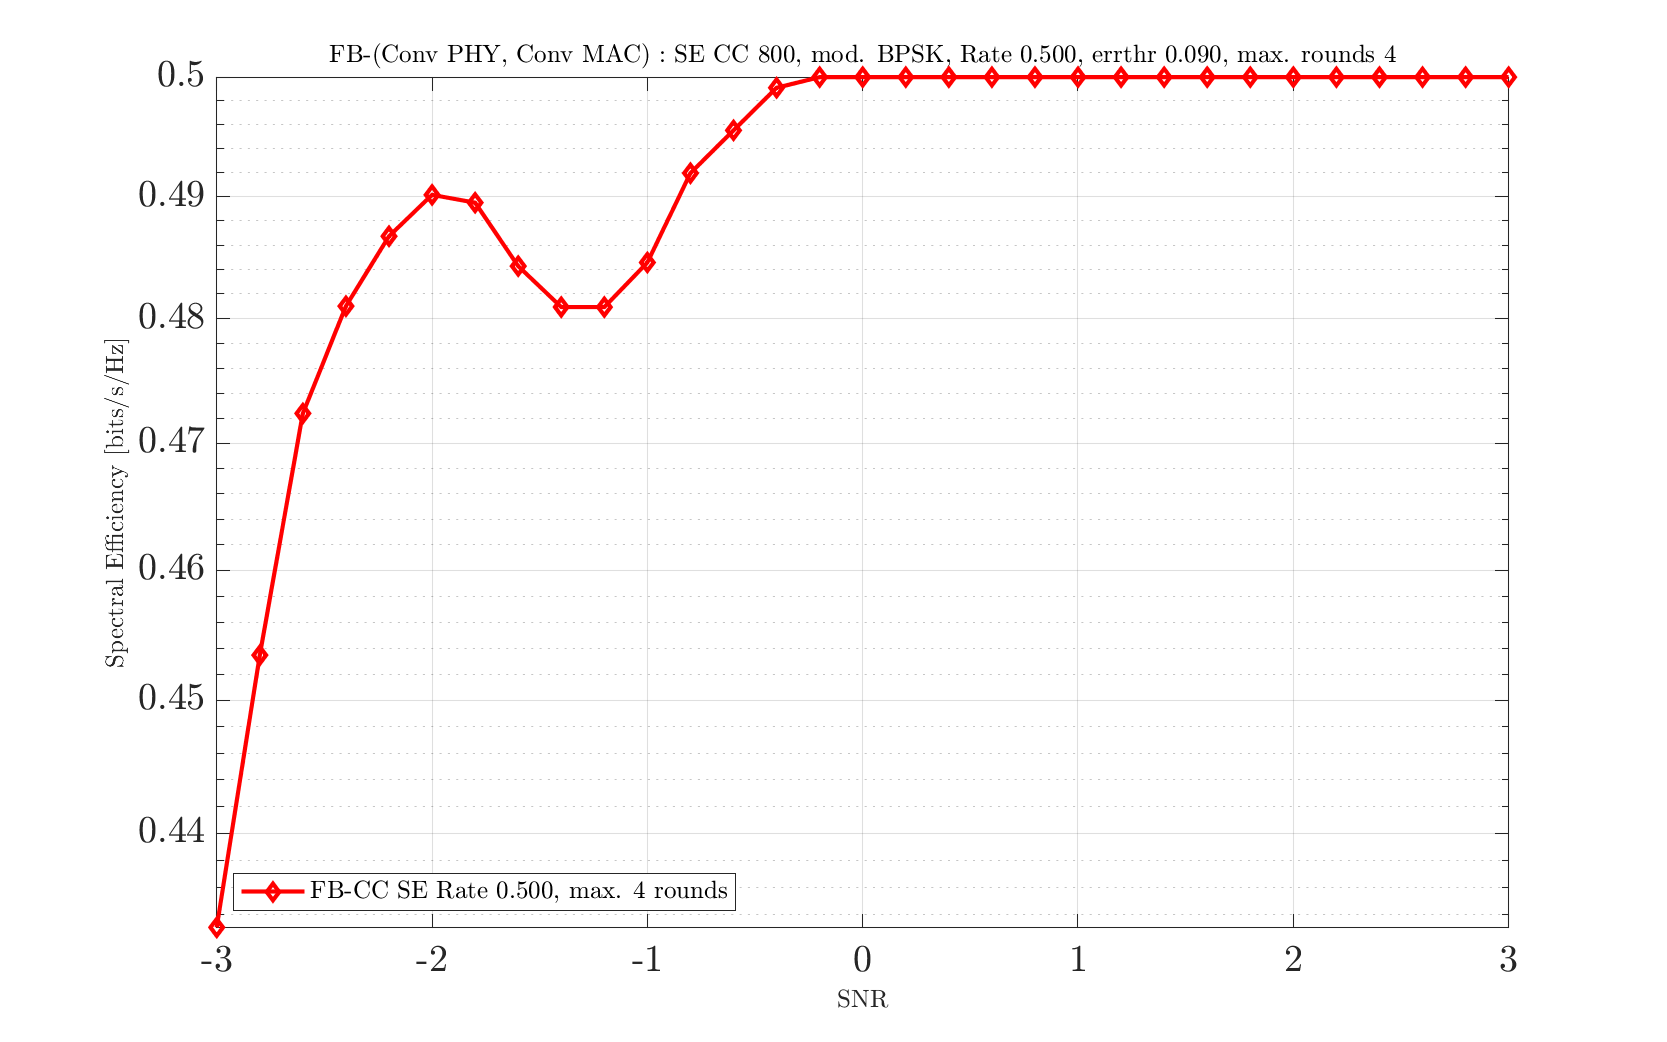 FB-(Conv PHY, Conv MAC) : SE CC 800, mod. BPSK, Rate 0.500, errthr 0.090, max. rounds 4
0.5
0.49
0.48
0.47
0.46
0.45
0.44
Spectral Efficiency [bits/s/Hz]
FB-CC SE Rate 0.500, max. 4 rounds
-3 -2 -1 0 1 2 3
SNR